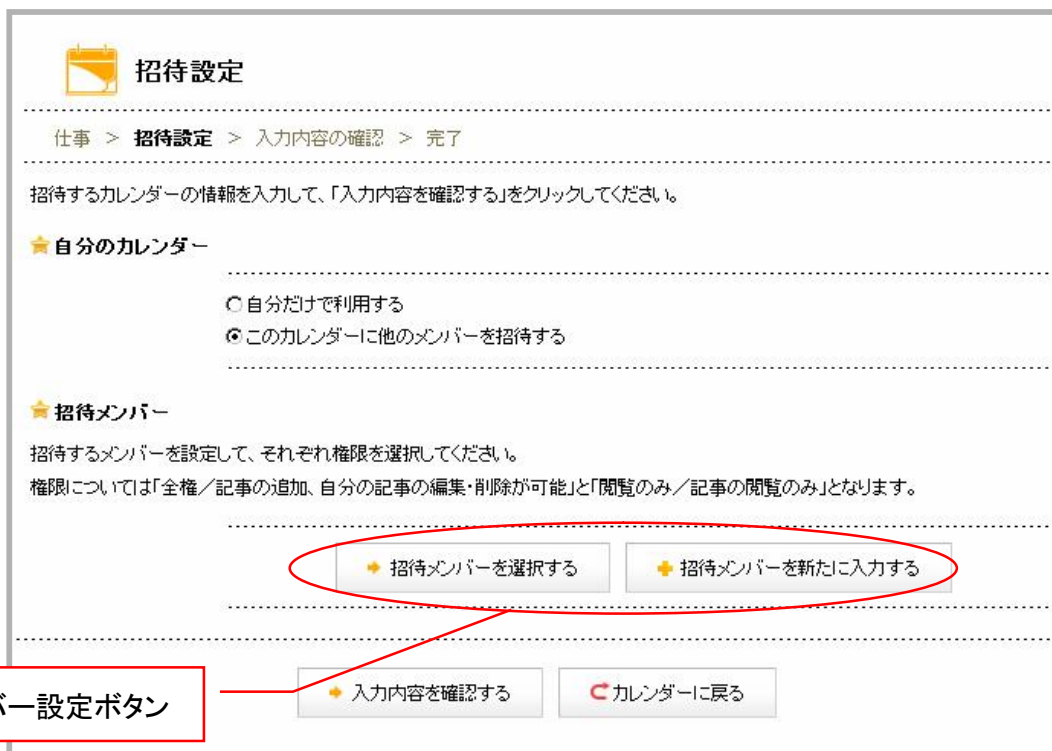 招待設定
仕事 > 招待設定 > 入力内容の確認 > 完了
招待するカレンダーの情報を入力して、「入力内容を確認する」をクリックしてください。
自分のカレンダー
自分だけで利用する
このカレンダーに他のメンバーを招待する
招待メンバー
招待するメンバーを設定して、それぞれ権限を選択してください。
権限については「全権／記事の追加、自分の記事の編集・削除が可能」と「閲覧のみ／記事の閲覧のみ」となります。
招待メンバーを選択する
招待メンバーを新たに入力する
入力内容を確認する
カレンダーに戻る
バー設定ボタン